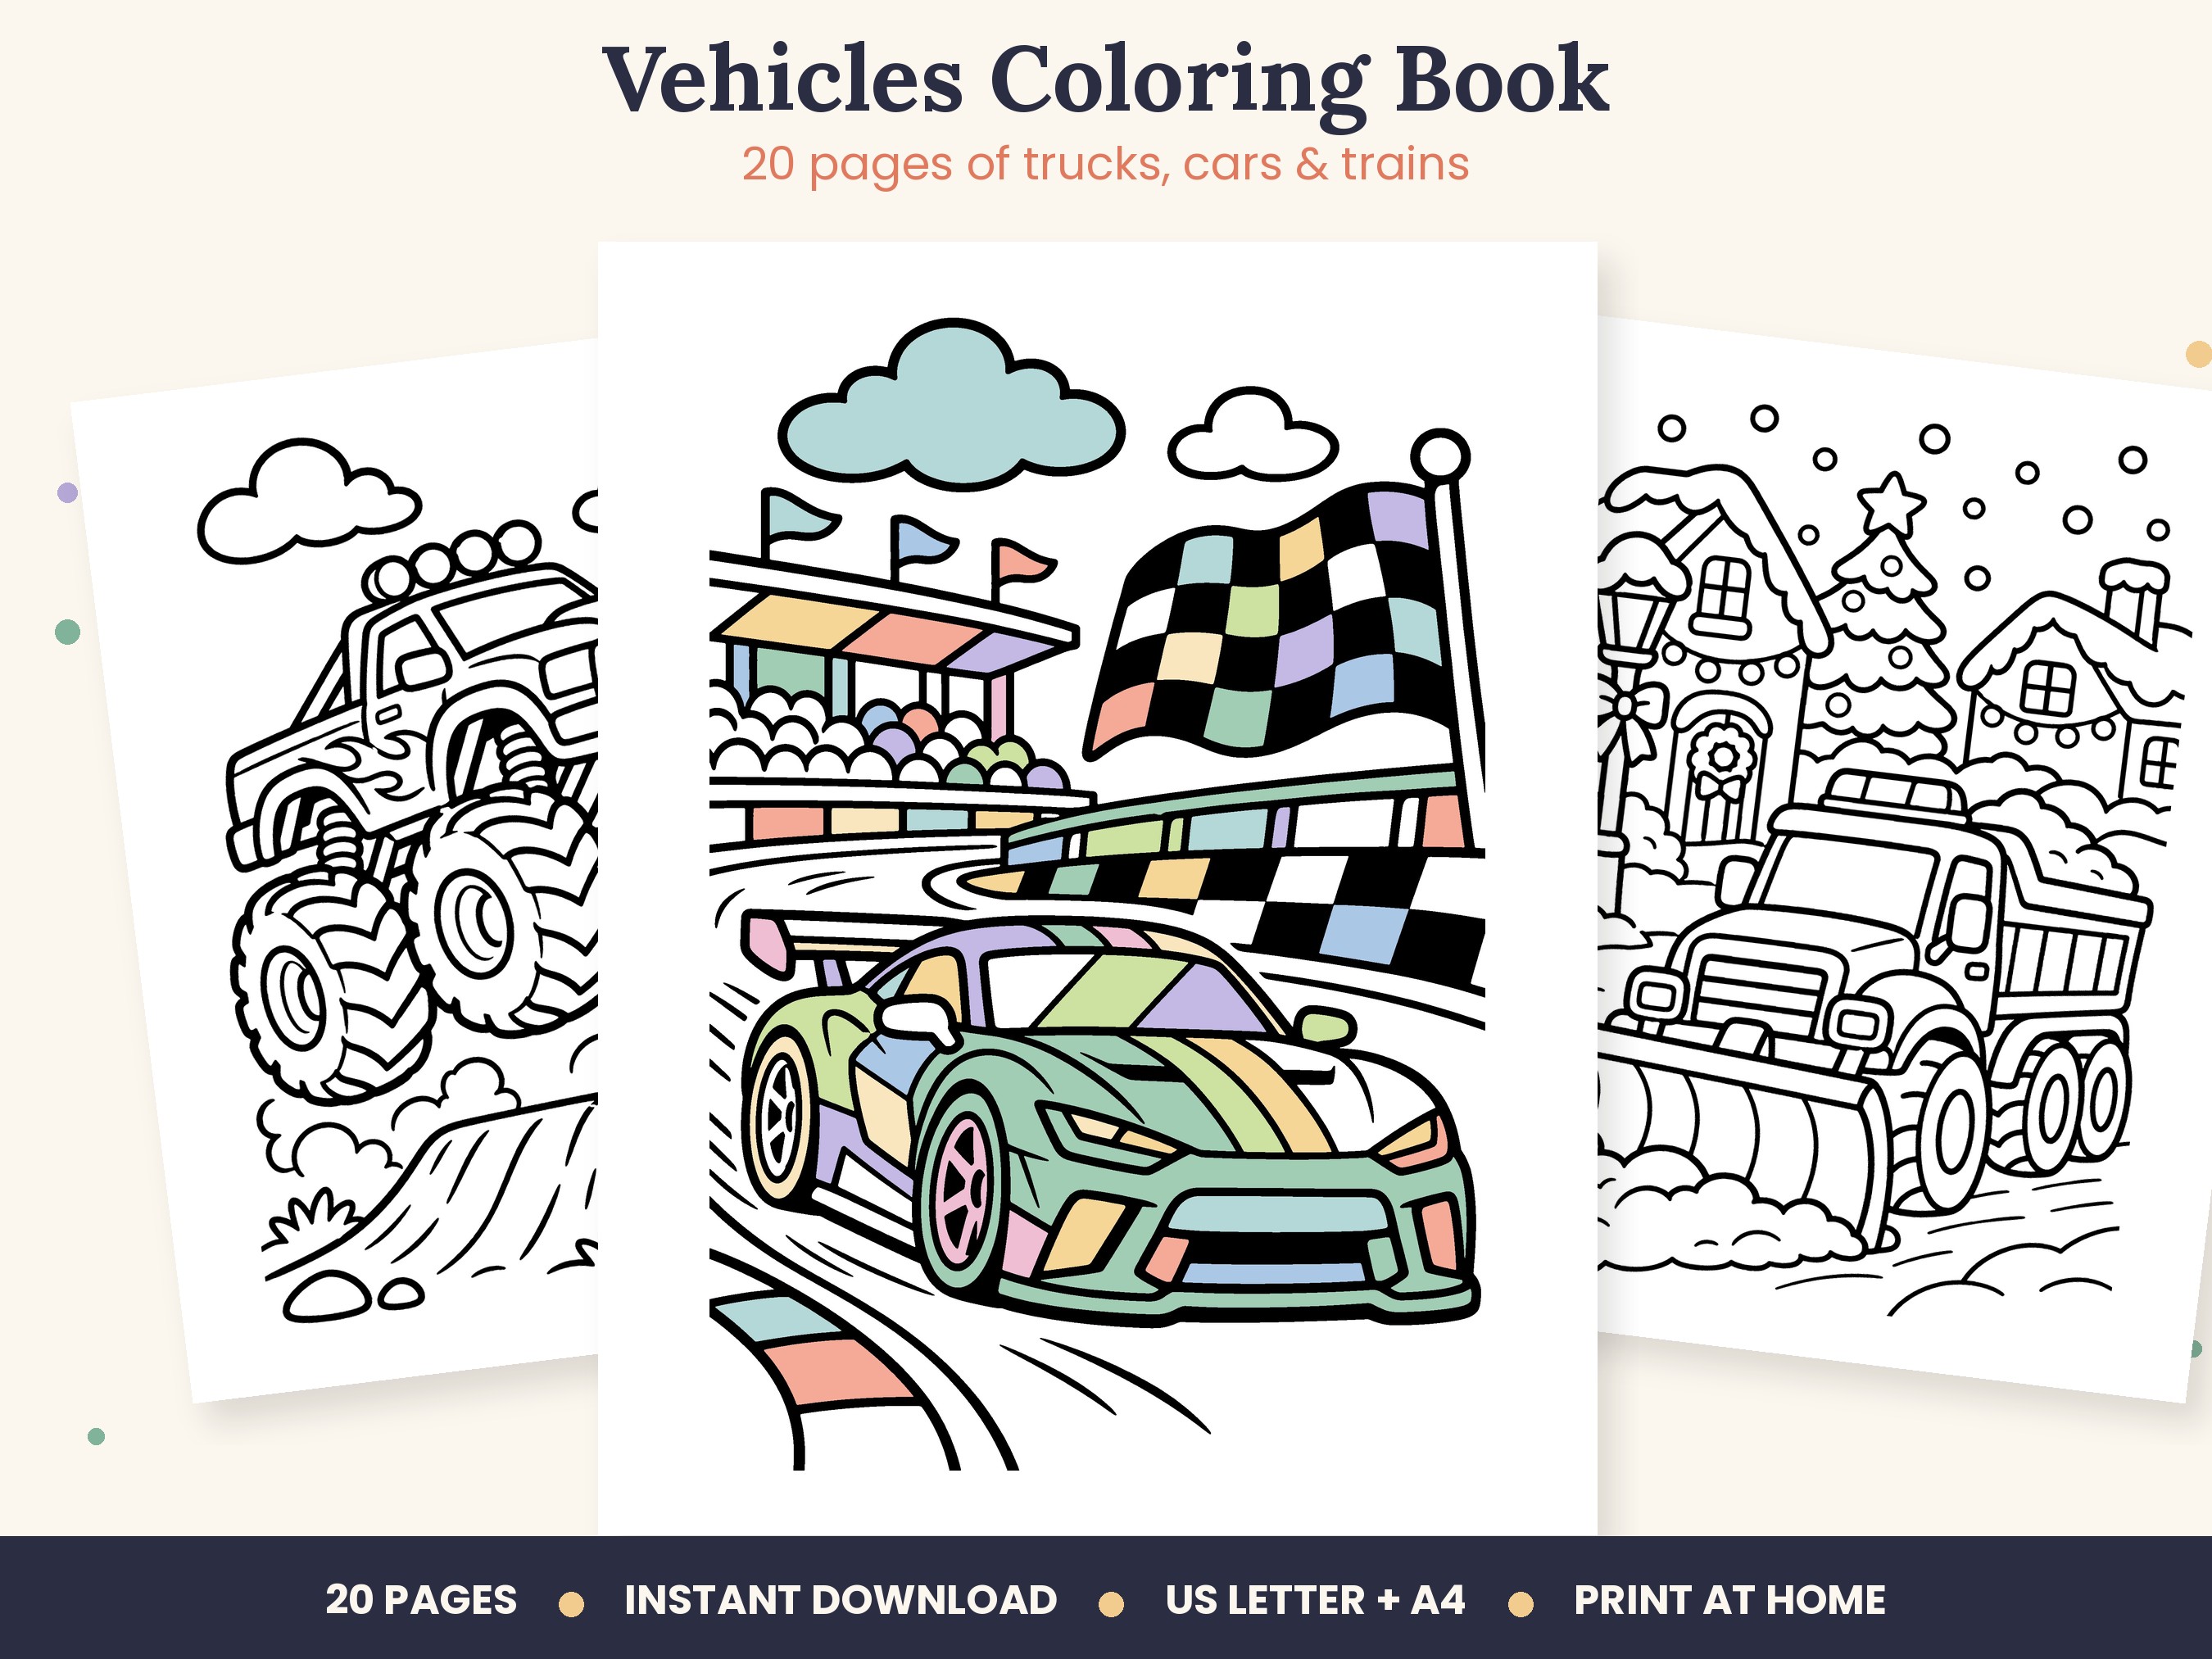 Vehicles Coloring Book
20 pages of trucks, cars & trains
20 PAGES ● INSTANT DOWNLOAD ● US LETTER + A4 ● PRINT AT HOME